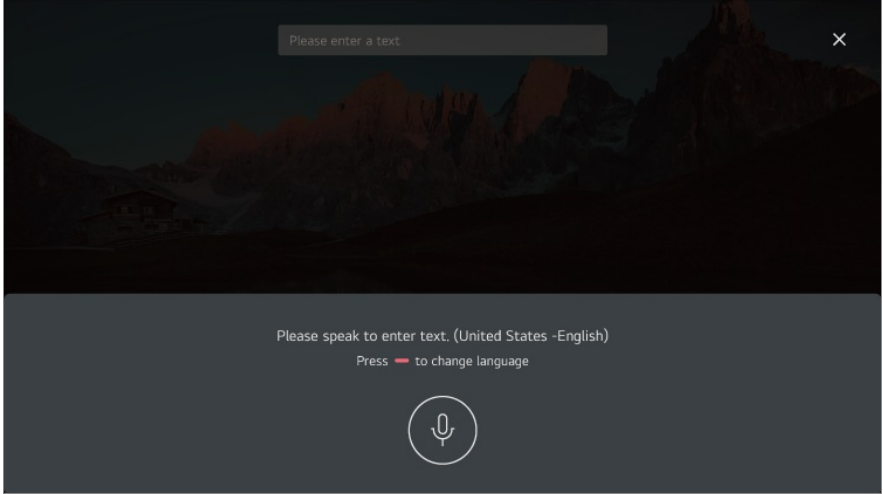 Please enter a text
Please speak to enter text. (United States -English)
Press to change language